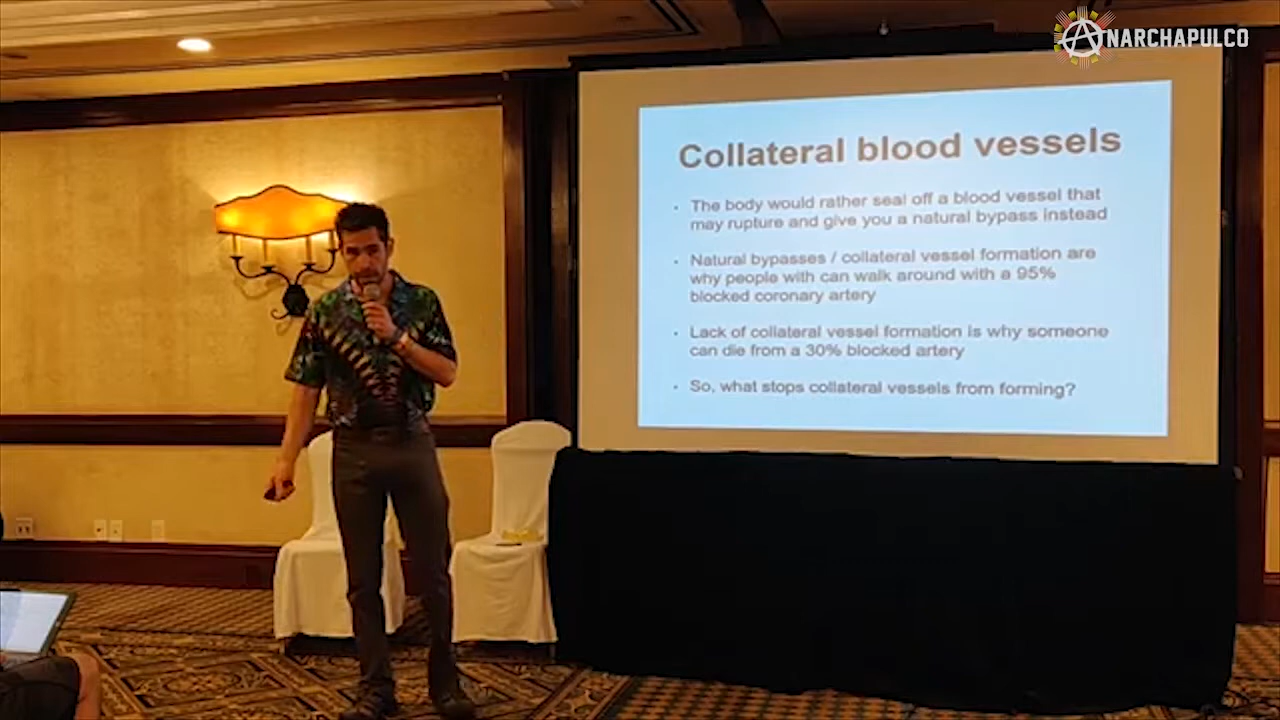 ANARCHAPULCO
Collateral blood vessels
• The body would rather seal off a blood vessel that
may rupture and give you a natural bypass instead
• Natural bypasses / collateral vessel formation are
why people with can walk around with a 95%
blocked coronary artery
• Lack of collateral vessel formation is why someone
can die from a 30% blocked artery
• So, what stops collateral vessels from forming?